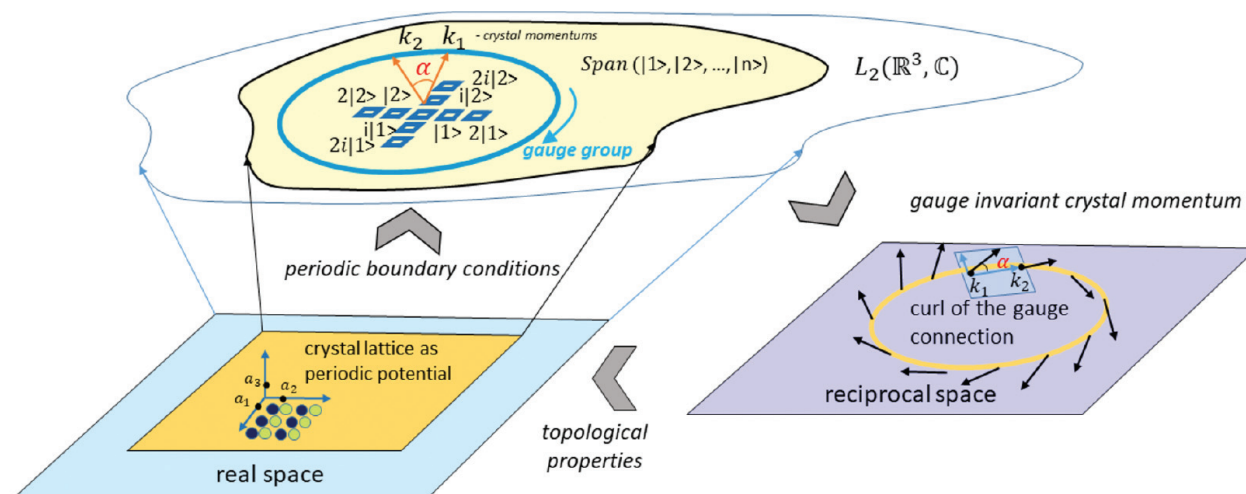 k₂ k₁ - crystal momentums
α
Span (|1>,|2>, ...,|n>)
L₂(ℝ³, ℂ)
2i|2>
2|2> |2> i|2>
i|1> |1> 2|1>
2i|1>
gauge group
periodic boundary conditions
gauge invariant crystal momentum
α
k₁ k₂
curl of the gauge
connection
reciprocal space
crystal lattice as
periodic potential
a₃ a₂
a₁
real space
topological
properties